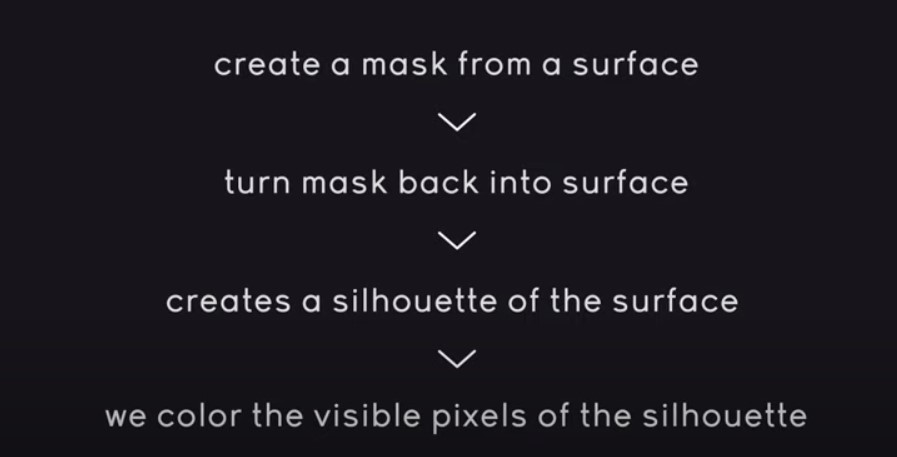 create a mask from a surface
turn mask back into surface
creates a silhouette of the surface
we color the visible pixels of the silhouette